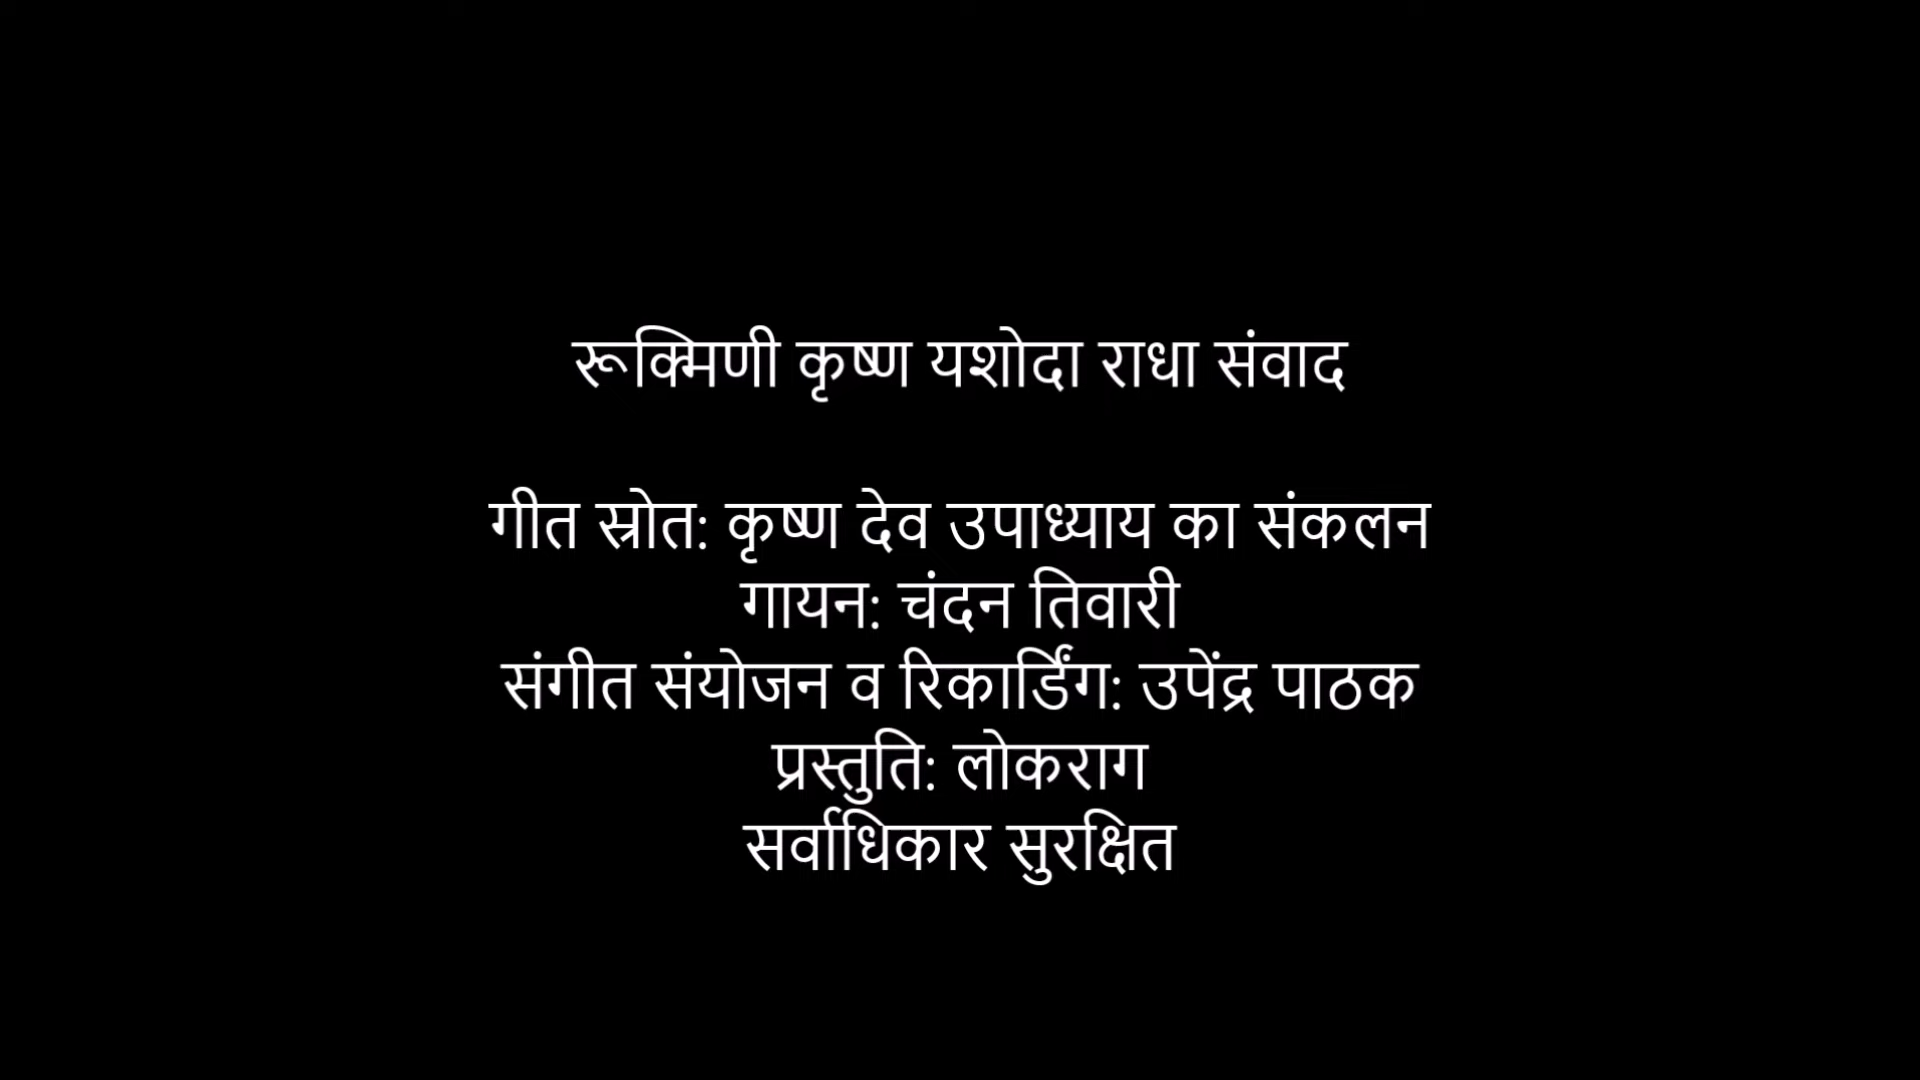 रूक्मिणी कृष्ण यशोदा राधा संवाद
गीत स्रोत: कृष्ण देव उपाध्याय का संकलन
गायन: चंदन तिवारी
संगीत संयोजन व रिकार्डिंग: उपेंद्र पाठक
प्रस्तुति: लोकराग
सर्वाधिकार सुरक्षित